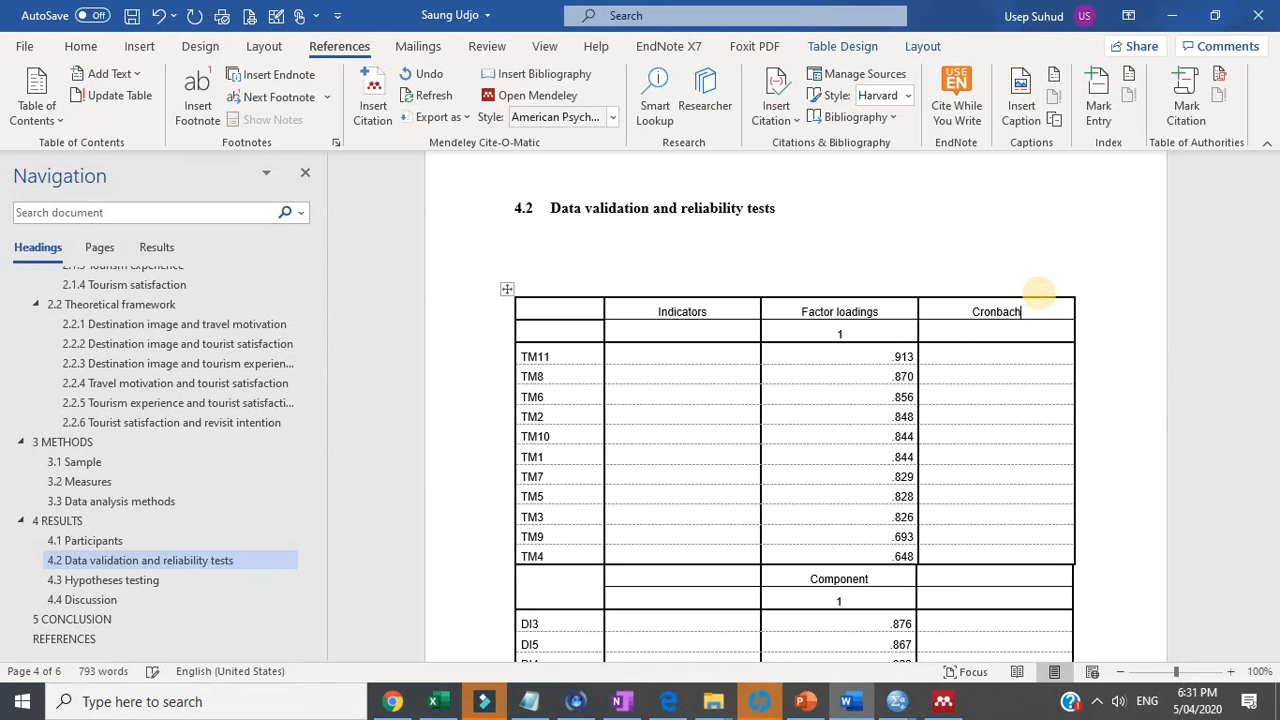 AutoSave Off
Saung Udjo
Search
Usep Suhud US
File Home Insert Design Layout References Mailings Review View Help EndNote X7 Foxit PDF Table Design Layout Share Comments
Table of Contents
Add Text
Update Table
Table of Contents
ab
Insert Footnote
Insert Endnote
Next Footnote
Show Notes
Footnotes
Insert Citation
Undo
Refresh
Export as
Insert Bibliography
Open Mendeley
Style: American Psych...
Mendeley Cite-O-Matic
Smart Lookup
Researcher
Research
Insert Citation
Manage Sources
Style: Harvard
Bibliography
Citations & Bibliography
USE EN
Cite While You Write
EndNote
Insert Caption
Captions
Mark Entry
Index
Mark Citation
Table of Authorities
Navigation
Search document
Headings Pages Results
2.1.3 Tourism Experience
2.1.4 Tourism satisfaction
2.2 Theoretical framework
2.2.1 Destination image and travel motivation
2.2.2 Destination image and tourist satisfaction
2.2.3 Destination image and tourism experien...
2.2.4 Travel motivation and tourist satisfaction
2.2.5 Tourism experience and tourist satisfacti...
2.2.6 Tourist satisfaction and revisit intention
3 METHODS
3.1 Sample
3.2 Measures
3.3 Data analysis methods
4 RESULTS
4.1 Participants
4.2 Data validation and reliability tests
4.3 Hypotheses testing
4.4 Discussion
5 CONCLUSION
REFERENCES
4.2 Data validation and reliability tests
Indicators Factor loadings Cronbach
1
TM11 .913
TM8 .870
TM6 .856
TM2 .848
TM10 .844
TM1 .844
TM7 .829
TM5 .828
TM3 .826
TM9 .693
TM4 .648
Component
1
DI3 .876
DI5 .867
Page 4 of 6 793 words English (United States) Focus 100%
Type here to search
ENG
6:31 PM
5/04/2020